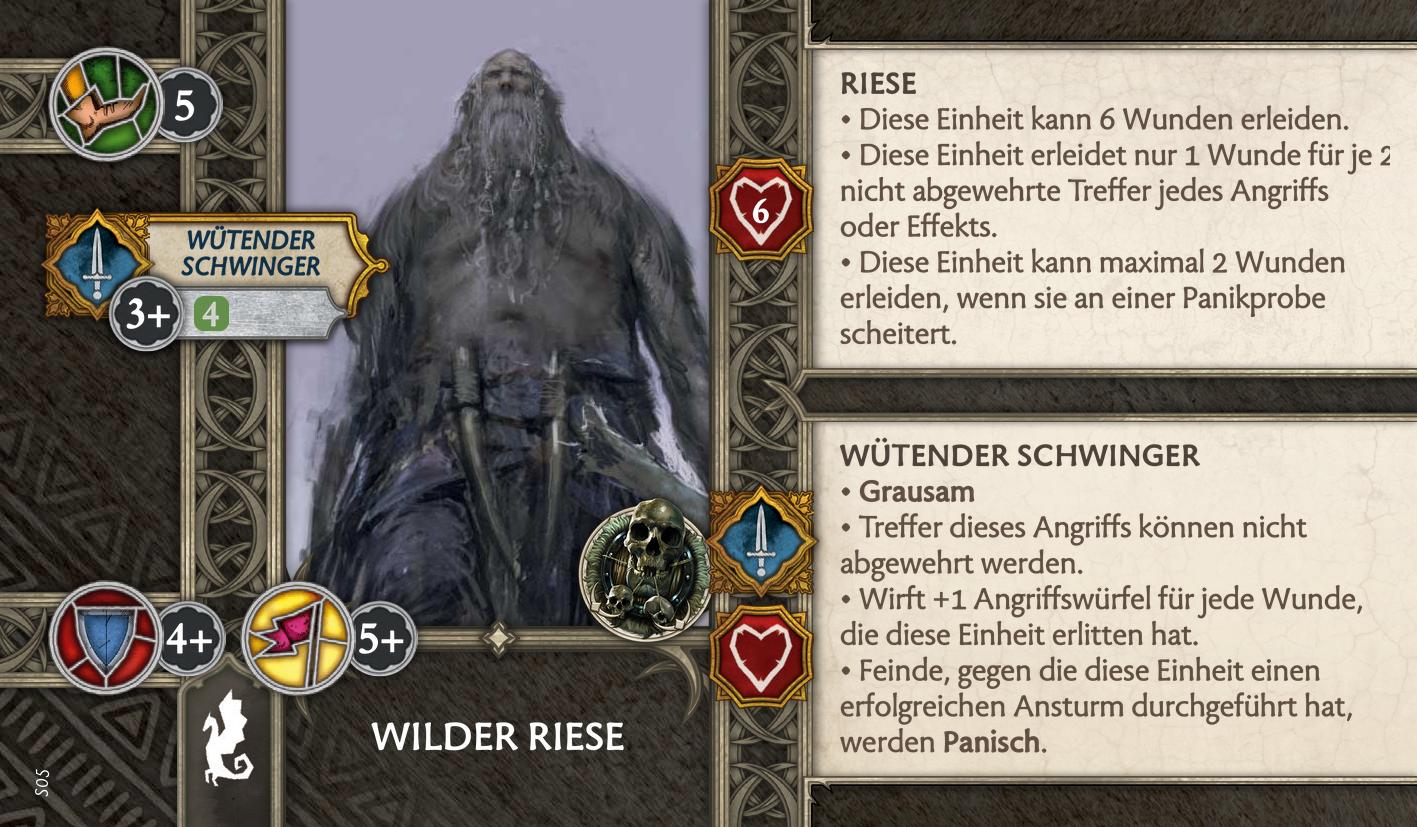 5
WÜTENDER
SCHWINGER
3+
4
4+
5+
WILDER RIESE
S05
6
RIESE
• Diese Einheit kann 6 Wunden erleiden.
• Diese Einheit erleidet nur 1 Wunde für je 2
nicht abgewehrte Treffer jedes Angriffs
oder Effekts.
• Diese Einheit kann maximal 2 Wunden
erleiden, wenn sie an einer Panikprobe
scheitert.
WÜTENDER SCHWINGER
• Grausam
• Treffer dieses Angriffs können nicht
abgewehrt werden.
• Wirft +1 Angriffswürfel für jede Wunde,
die diese Einheit erlitten hat.
• Feinde, gegen die diese Einheit einen
erfolgreichen Ansturm durchgeführt hat,
werden Panisch.